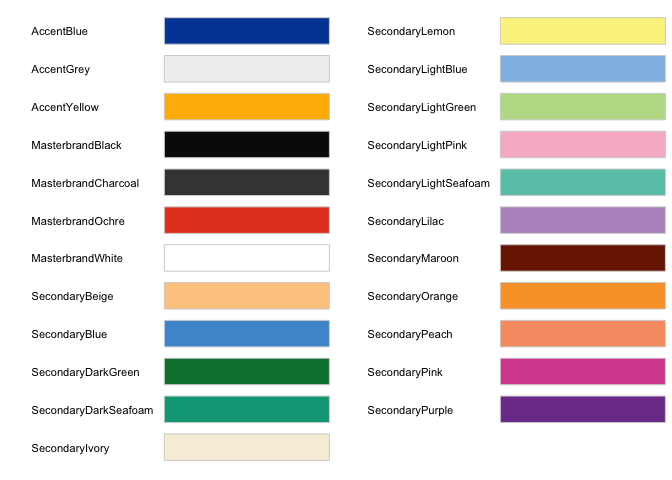 AccentBlue
AccentGrey
AccentYellow
MasterbrandBlack
MasterbrandCharcoal
MasterbrandOchre
MasterbrandWhite
SecondaryBeige
SecondaryBlue
SecondaryDarkGreen
SecondaryDarkSeafoam
SecondaryIvory
SecondaryLemon
SecondaryLightBlue
SecondaryLightGreen
SecondaryLightPink
SecondaryLightSeafoam
SecondaryLilac
SecondaryMaroon
SecondaryOrange
SecondaryPeach
SecondaryPink
SecondaryPurple